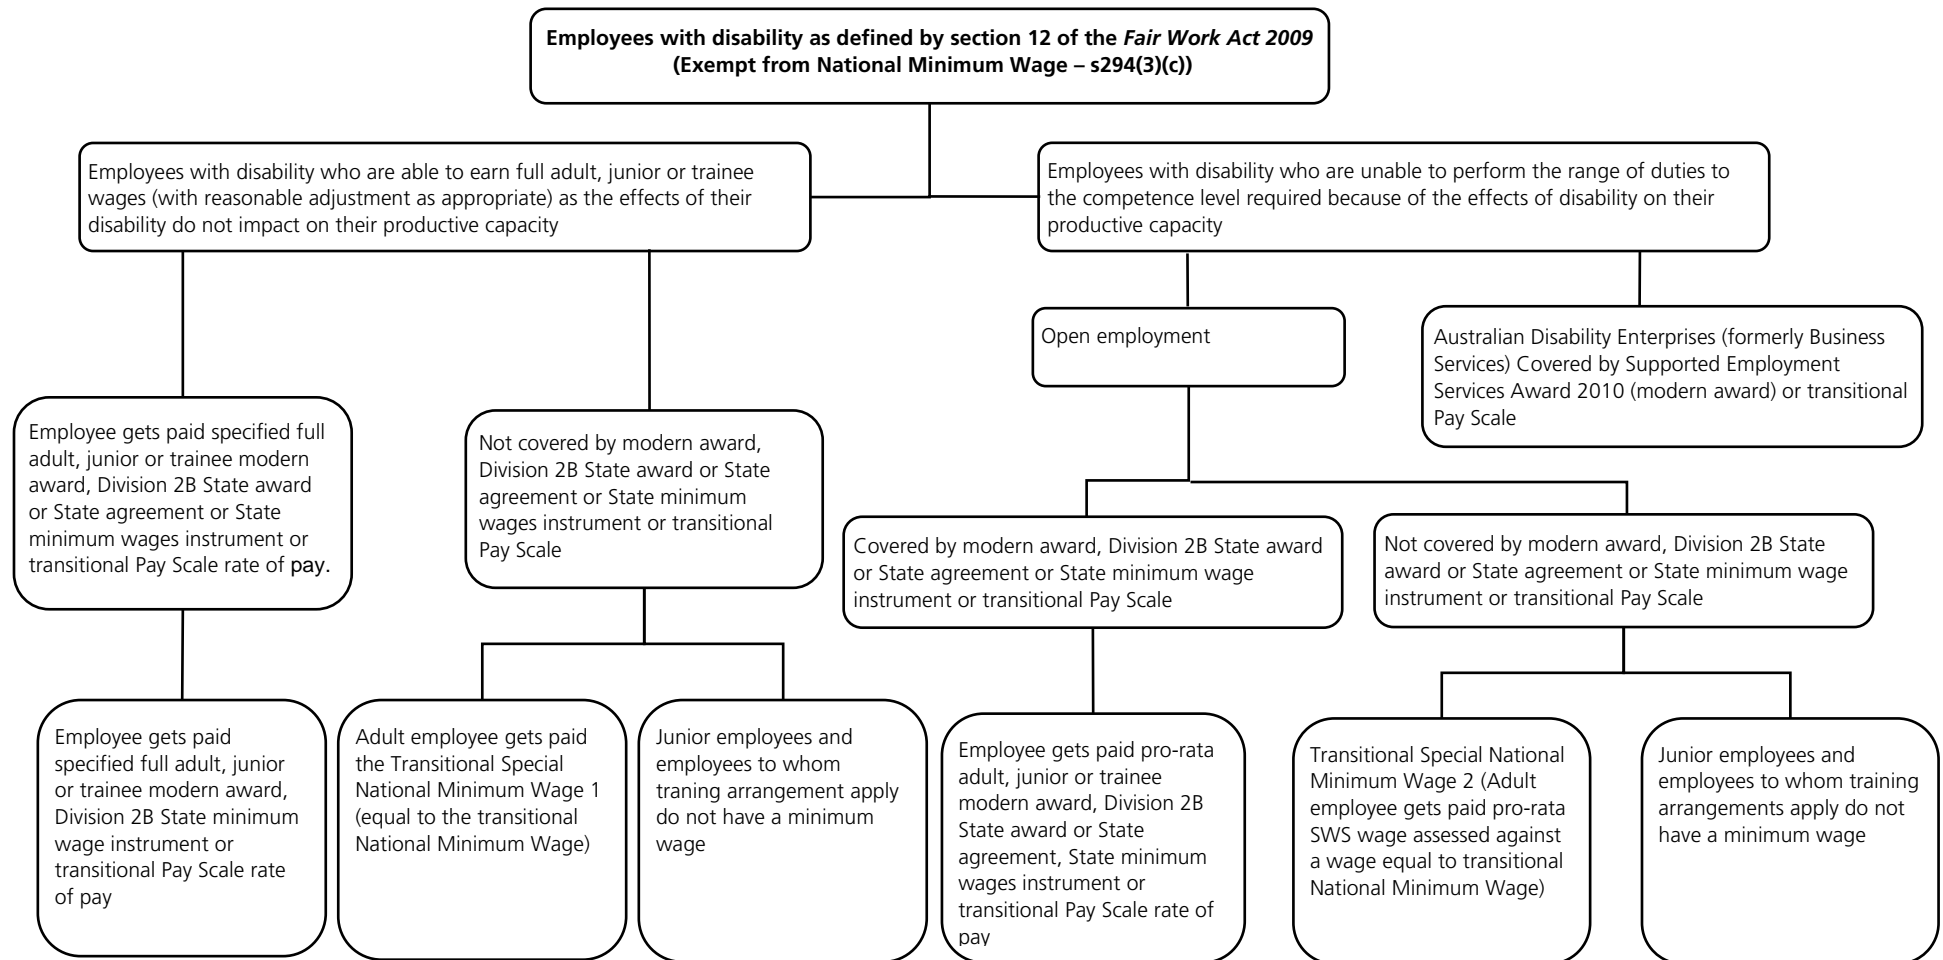 Employees with disability as defined by section 12 of the Fair Work Act 2009
(Exempt from National Minimum Wage – s294(3)(c))
Employees with disability who are able to earn full adult, junior or trainee
wages (with reasonable adjustment as appropriate) as the effects of their
disability do not impact on their productive capacity
Employees with disability who are unable to perform the range of duties to
the competence level required because of the effects of disability on their
productive capacity
Open employment
Australian Disability Enterprises (formerly Business
Services) Covered by Supported Employment
Services Award 2010 (modern award) or transitional
Pay Scale
Employee gets paid specified full
adult, junior or trainee modern
award, Division 2B State award
or State agreement or State
minimum wages instrument or
transitional Pay Scale rate of pay.
Not covered by modern award,
Division 2B State award or State
agreement or State minimum
wages instrument or transitional
Pay Scale
Covered by modern award, Division 2B State award
or State agreement or State minimum wage
instrument or transitional Pay Scale
Not covered by modern award, Division 2B State
award or State agreement or State minimum wage
instrument or transitional Pay Scale
Employee gets paid
specified full adult, junior
or trainee modern award,
Division 2B State minimum
wage instrument or
transitional Pay Scale rate
of pay
Adult employee gets paid
the Transitional Special
National Minimum Wage 1
(equal to the transitional
National Minimum Wage)
Junior employees and
employees to whom
traning arrangement apply
do not have a minimum
wage
Employee gets paid pro-rata
adult, junior or trainee
modern award, Division 2B
State award or State
agreement, State minimum
wages instrument or
transitional Pay Scale rate of
pay
Transitional Special National
Minimum Wage 2 (Adult
employee gets paid pro-rata
SWS wage assessed against
a wage equal to transitional
National Minimum Wage)
Junior employees and
employees to whom training
arrangements apply do not
have a minimum wage